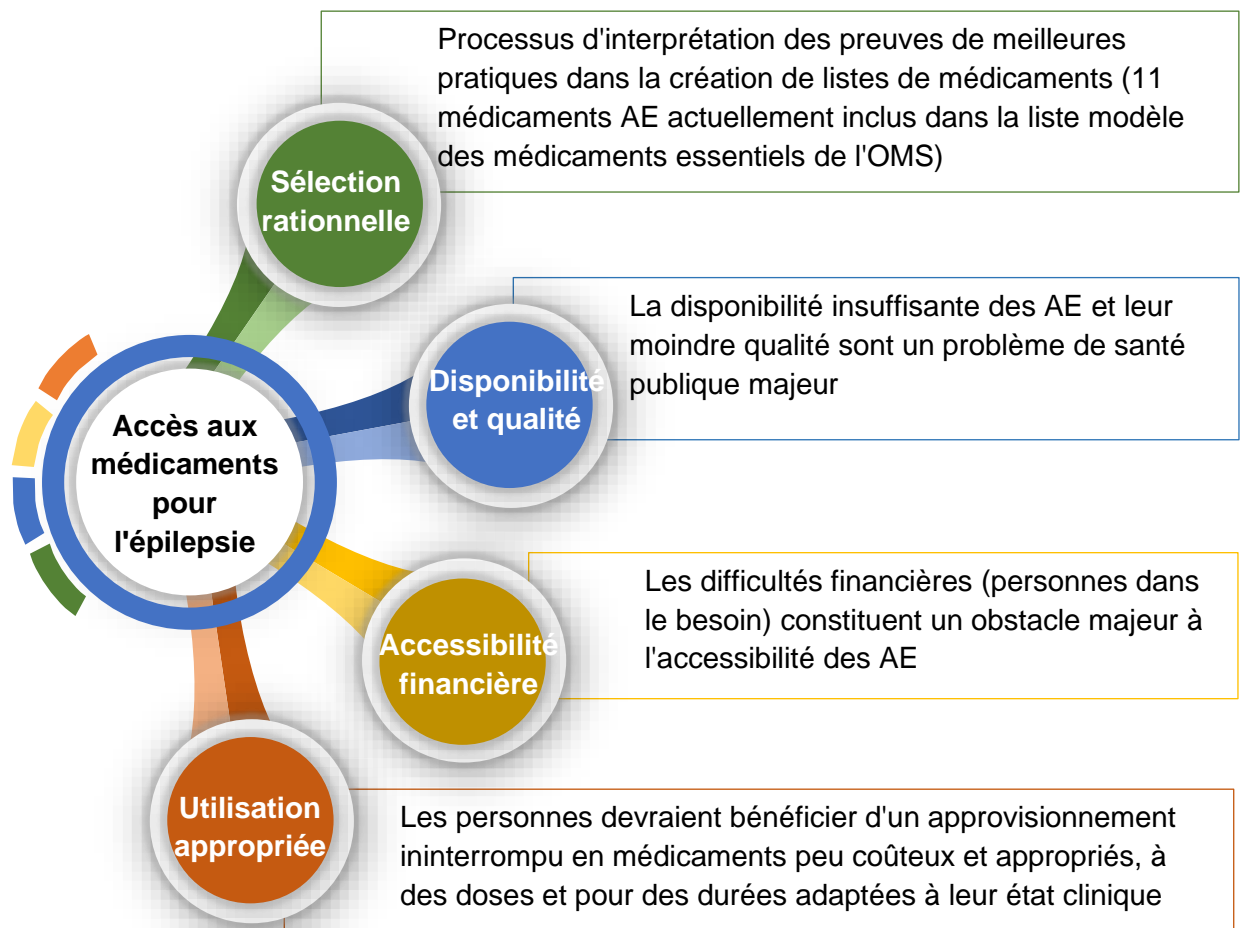 Processus d'interprétation des preuves de meilleures
pratiques dans la création de listes de médicaments (11
médicaments AE actuellement inclus dans la liste modèle
des médicaments essentiels de l'OMS)
Sélection
rationnelle
La disponibilité insuffisante des AE et leur
moindre qualité sont un problème de santé
publique majeur
Disponibilité
et qualité
Accès aux
médicaments
pour
l'épilepsie
Les difficultés financières (personnes dans
le besoin) constituent un obstacle majeur à
l'accessibilité des AE
Accessibilité
financière
Utilisation
appropriée
Les personnes devraient bénéficier d'un approvisionnement
ininterrompu en médicaments peu coûteux et appropriés, à
des doses et pour des durées adaptées à leur état clinique